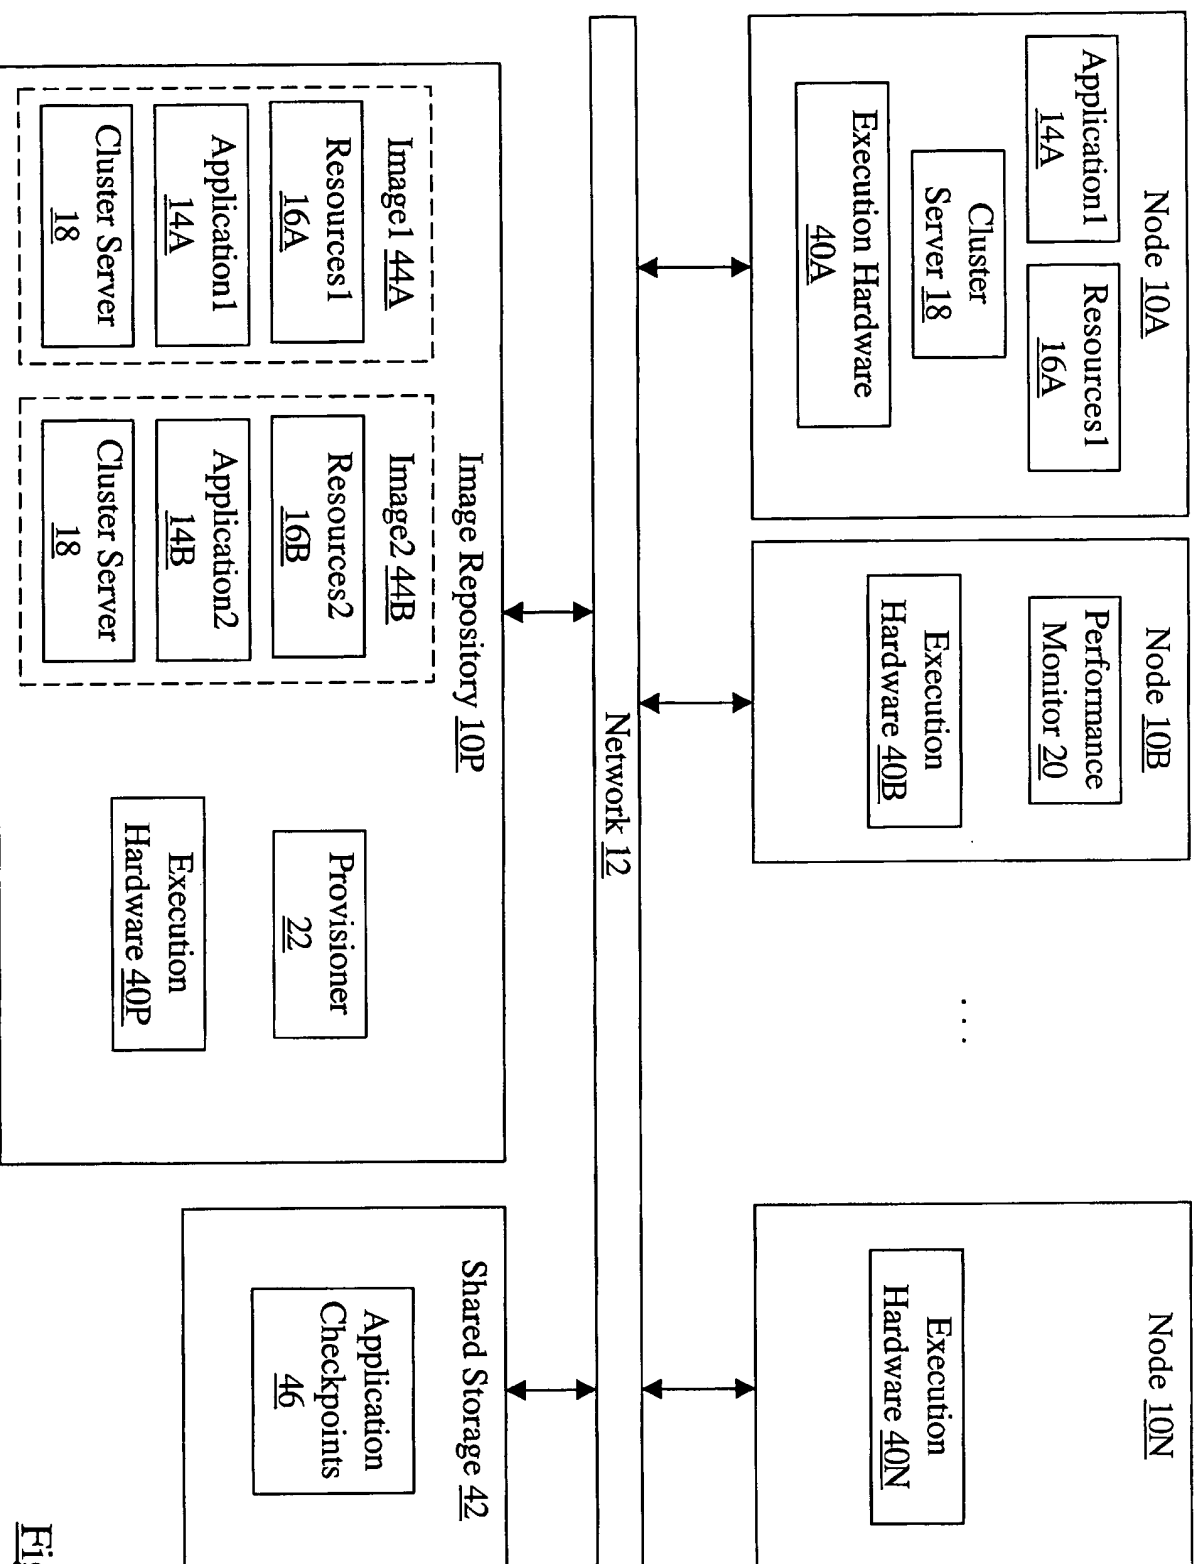 Node 10A
Application1
14A
Resources1
16A
Cluster
Server 18
Execution Hardware
40A
Node 10B
Performance
Monitor 20
Execution
Hardware 40B
. . .
Node 10N
Execution
Hardware 40N
Network 12
Image Repository 10P
Image1 44A
Resources1
16A
Application1
14A
Cluster Server
18
Image2 44B
Resources2
16B
Application2
14B
Cluster Server
18
Provisioner
22
Execution
Hardware 40P
Shared Storage 42
Application
Checkpoints
46